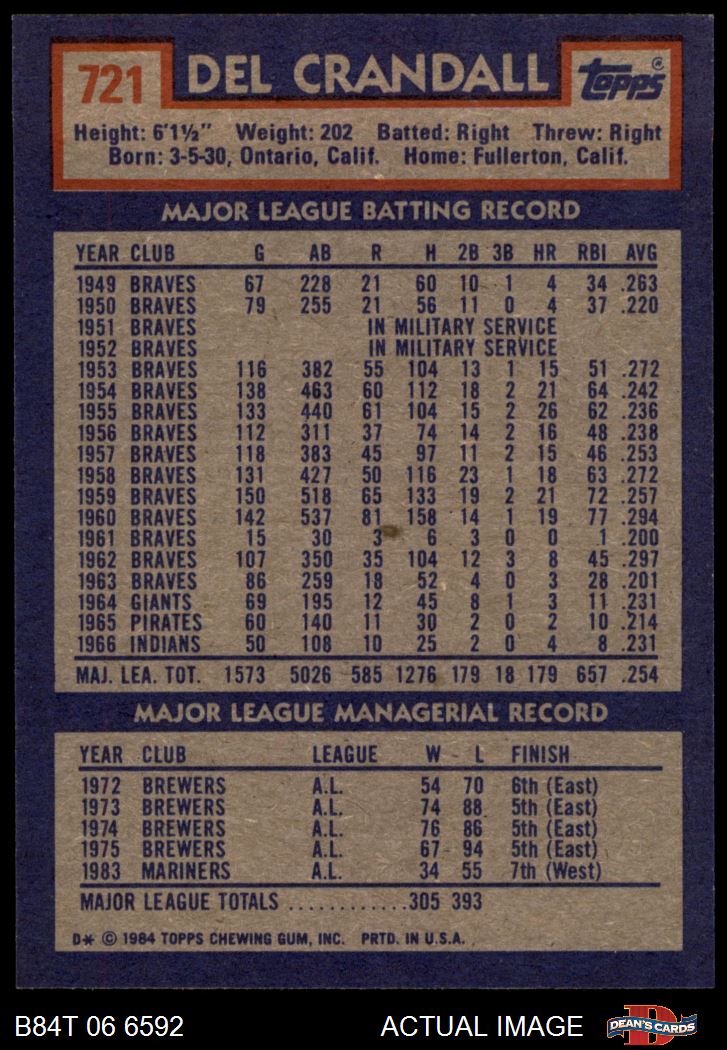 721 DEL CRANDALL Topps®
Height: 6'1½" Weight: 202 Batted: Right Threw: Right
Born: 3-5-30, Ontario, Calif. Home: Fullerton, Calif.
MAJOR LEAGUE BATTING RECORD
YEAR CLUB G AB R H 2B 3B HR RBI AVG
1949 BRAVES 67 228 21 60 10 1 4 34 .263
1950 BRAVES 79 255 21 56 11 0 4 37 .220
1951 BRAVES IN MILITARY SERVICE
1952 BRAVES IN MILITARY SERVICE
1953 BRAVES 116 382 55 104 13 1 15 51 .272
1954 BRAVES 138 463 60 112 18 2 21 64 .242
1955 BRAVES 133 440 61 104 15 2 26 62 .236
1956 BRAVES 112 311 37 74 14 2 16 48 .238
1957 BRAVES 118 383 45 97 11 2 15 46 .253
1958 BRAVES 131 427 50 116 23 1 18 63 .272
1959 BRAVES 150 518 65 133 19 2 21 72 .257
1960 BRAVES 142 537 81 158 14 1 19 77 .294
1961 BRAVES 15 30 3 6 3 0 0 1 .200
1962 BRAVES 107 350 35 104 12 3 8 45 .297
1963 BRAVES 86 259 18 52 4 0 3 28 .201
1964 GIANTS 69 195 12 45 8 1 3 11 .231
1965 PIRATES 60 140 11 30 2 0 2 10 .214
1966 INDIANS 50 108 10 25 2 0 4 8 .231
MAJ. LEA. TOT. 1573 5026 585 1276 179 18 179 657 .254
MAJOR LEAGUE MANAGERIAL RECORD
YEAR CLUB LEAGUE W - L FINISH
1972 BREWERS A.L. 54 70 6th (East)
1973 BREWERS A.L. 74 88 5th (East)
1974 BREWERS A.L. 76 86 5th (East)
1975 BREWERS A.L. 67 94 5th (East)
1983 MARINERS A.L. 34 55 7th (West)
MAJOR LEAGUE TOTALS ............305 393
D* © 1984 TOPPS CHEWING GUM, INC. PRTD. IN U.S.A.
B84T 06 6592 ACTUAL IMAGE D DEAN'S CARDS